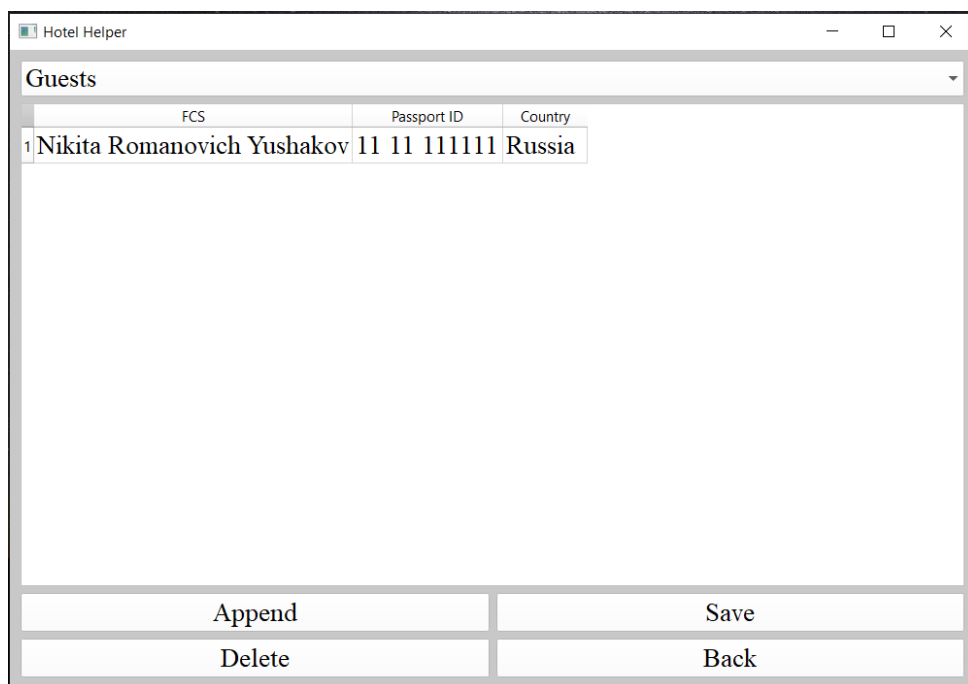 Hotel Helper
Guests
FCS Passport ID Country
1 Nikita Romanovich Yushakov 11 11 111111 Russia
Append Save
Delete Back